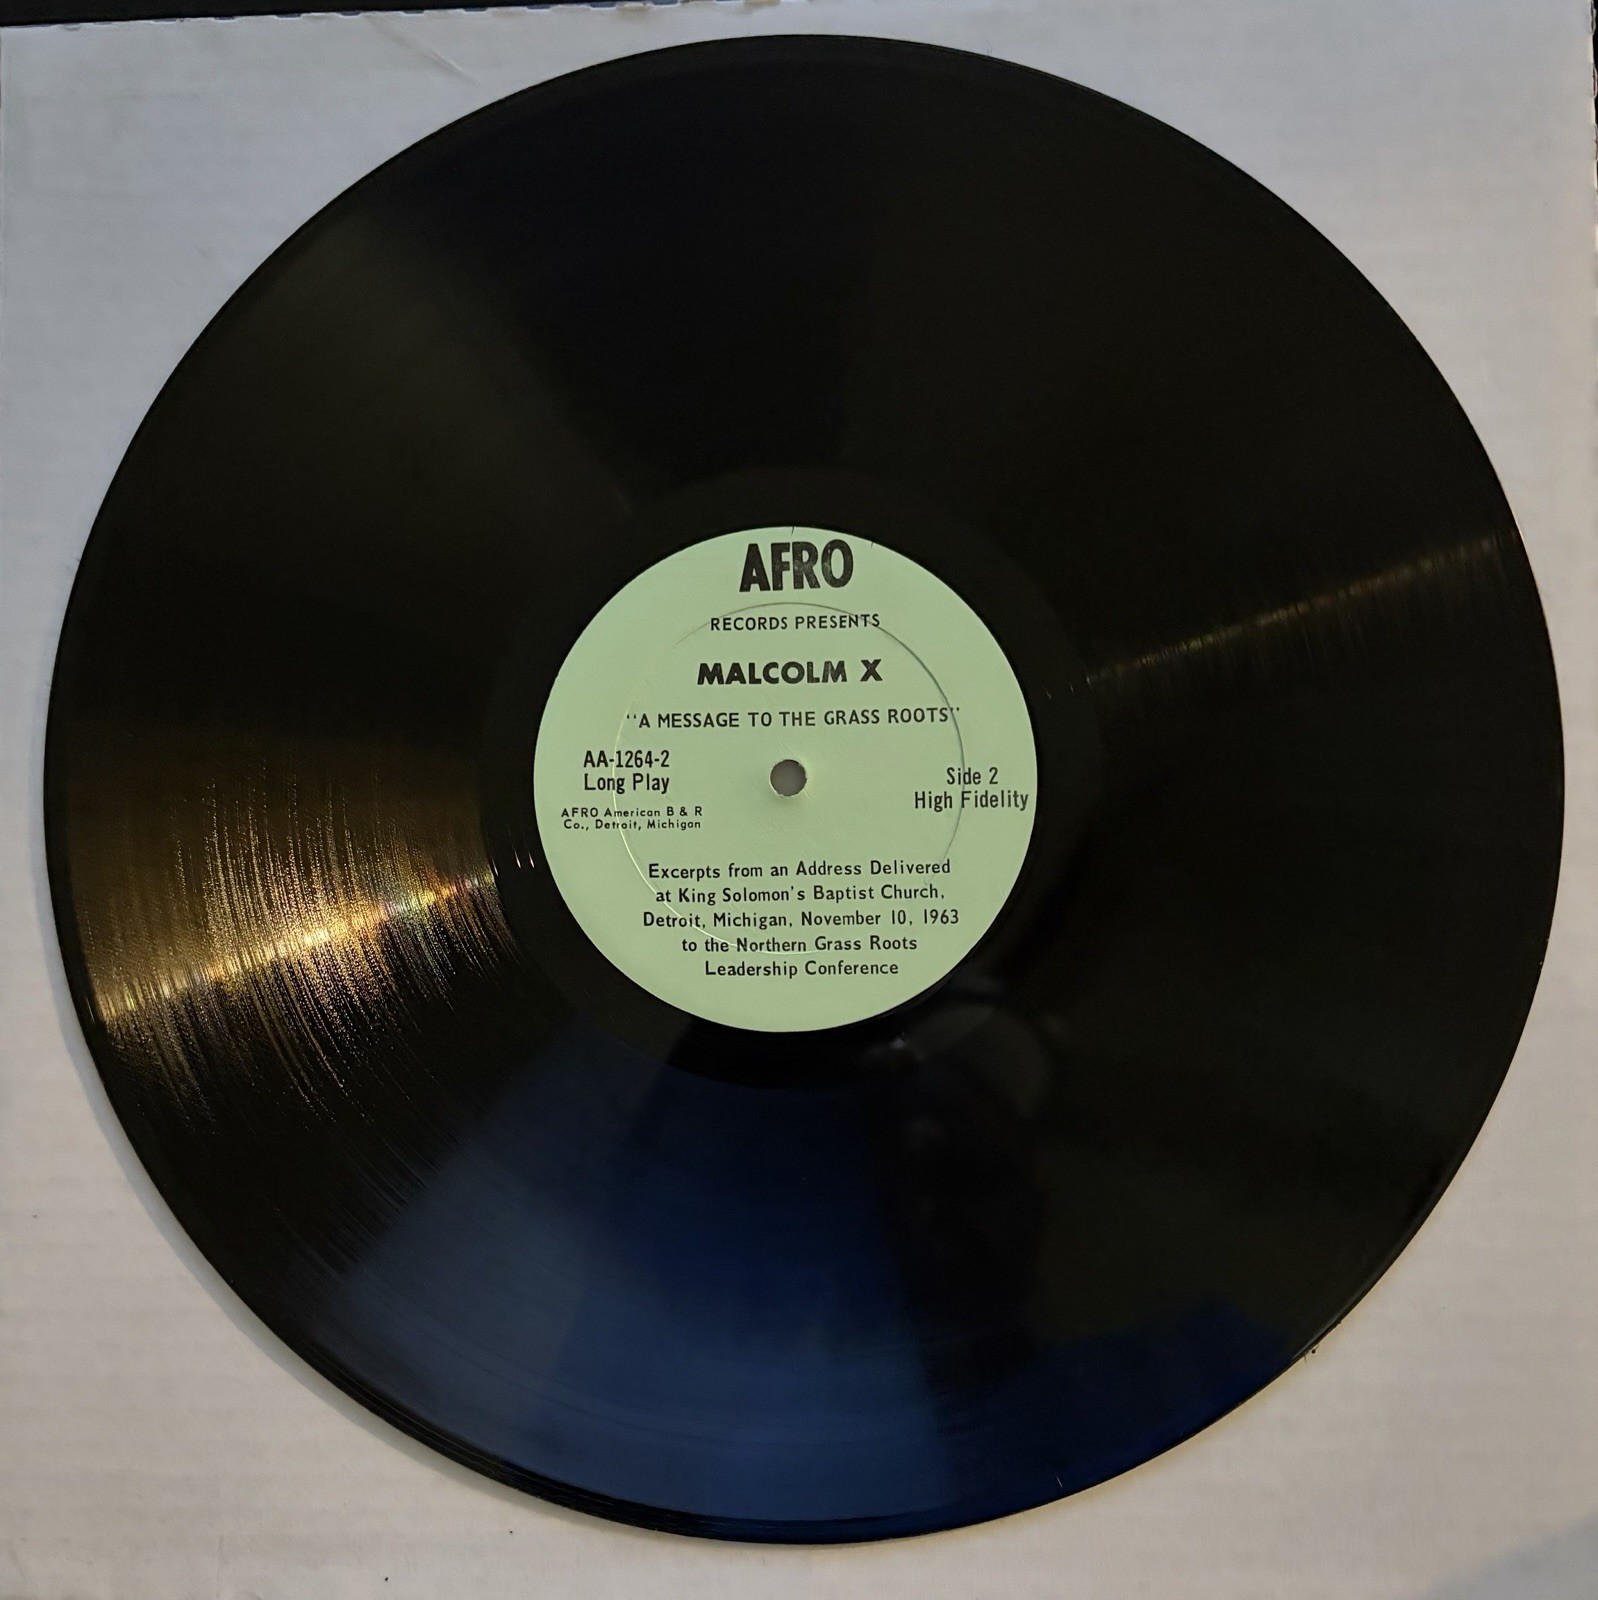 AFRO
RECORDS PRESENTS
MALCOLM X
"A MESSAGE TO THE GRASS ROOTS"
AA-1264-2
Long Play
AFRO American B & R
Co., Detroit, Michigan
Side 2
High Fidelity
Excerpts from an Address Delivered
at King Solomon's Baptist Church,
Detroit, Michigan, November 10, 1963
to the Northern Grass Roots
Leadership Conference